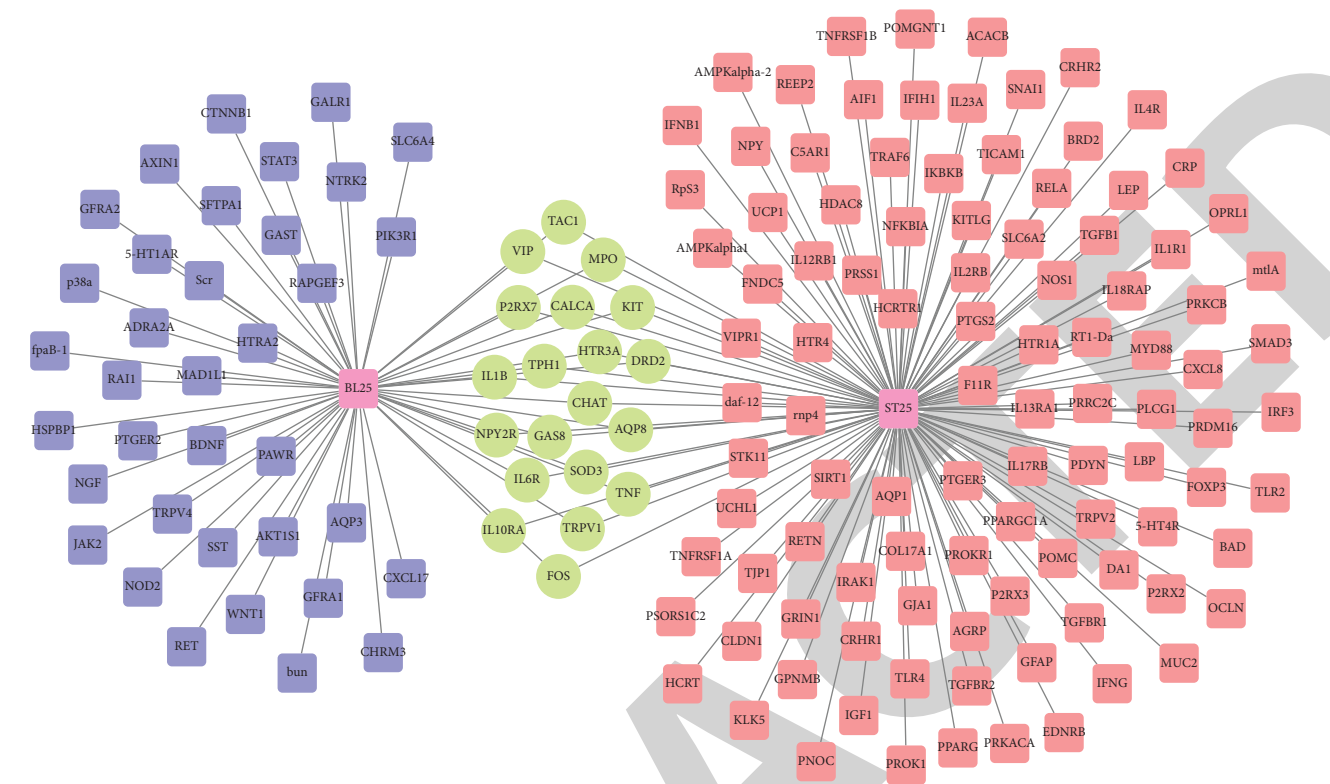 GALR1
CTNNB1
SLC6A4
AXIN1
STAT3
NTRK2
SFTPA1
GFRA2
GAST
PIK3R1
5-HT1AR
Scr
RAPGEF3
p38a
ADRA2A
HTRA2
fpaB-1
RAI1
MAD1L1
BL25
HSPBP1
PTGER2
BDNF
PAWR
NGF
TRPV4
AQP3
JAK2
SST
AKT1S1
NOD2
CXCL17
WNT1
GFRA1
RET
CHRM3
bun
TAC1
VIP
MPO
P2RX7
CALCA
KIT
HTR3A
DRD2
TPH1
IL1B
CHAT
NPY2R
GAS8
AQP8
SOD3
IL6R
TNF
IL10RA
TRPV1
FOS
TNFRSF1B
POMGNT1
ACACB
CRHR2
AMPKalpha-2
REEP2
SNAI1
AIF1
IFIH1
IL23A
IL4R
IFNB1
NPY
C5AR1
TRAF6
TICAM1
BRD2
CRP
IKBKB
RpS3
UCP1
HDAC8
RELA
LEP
NFKBIA
KITLG
OPRL1
AMPKalpha1
SLC6A2
TGFB1
IL1R1
IL12RB1
PRSS1
IL2RB
FNDC5
NOS1
IL18RAP
mtlA
HCRTR1
PRKCB
PTGS2
VIPR1
HTR4
HTR1A
RT1-Da
MYD88
SMAD3
CXCL8
F11R
daf-12
rnp4
ST25
IL13RA1
PRRC2C
PLCG1
IRF3
PRDM16
STK11
SIRT1
PTGER3
IL17RB
PDYN
LBP
FOXP3
TLR2
UCHL1
AQP1
PPARGC1A
TRPV2
5-HT4R
TNFRSF1A
RETN
COL17A1
PROKR1
POMC
BAD
TJP1
IRAK1
DA1
P2RX2
PSORS1C2
GRIN1
GJA1
P2RX3
OCLN
CLDN1
CRHR1
AGRP
TGFBR1
HCRT
GPNMB
TLR4
TGFBR2
GFAP
MUC2
IFNG
KLK5
IGF1
EDNRB
PNOC
PROK1
PPARG
PRKACA